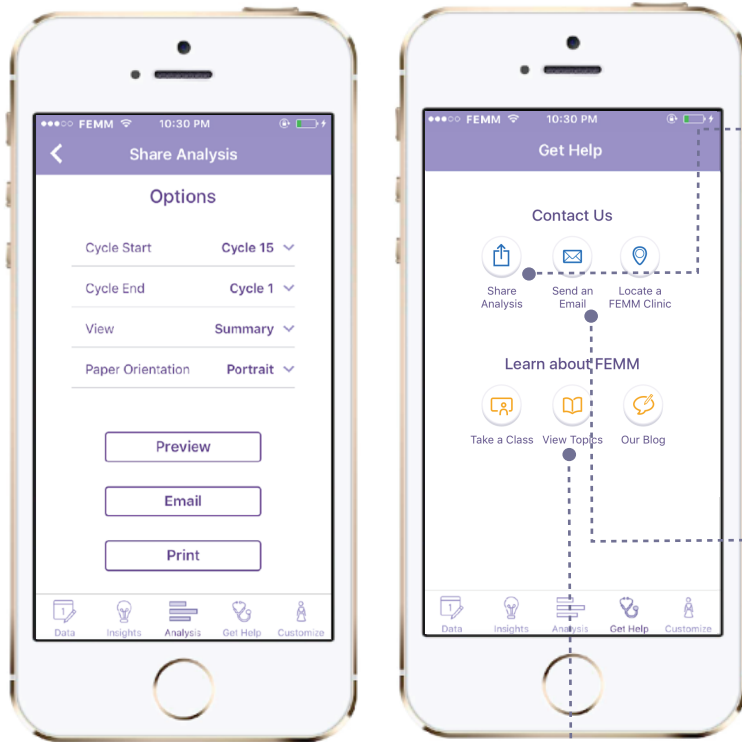 FEMM 10:30 PM
Share Analysis
Options
Cycle Start Cycle 15
Cycle End Cycle 1
View Summary
Paper Orientation Portrait
Preview
Email
Print
1
Data Insights Analysis Get Help Customize
FEMM 10:30 PM
Get Help
Contact Us
Share Analysis
Send an Email
Locate a FEMM Clinic
Learn about FEMM
Take a Class View Topics Our Blog
1
Data Insights Analysis Get Help Customize